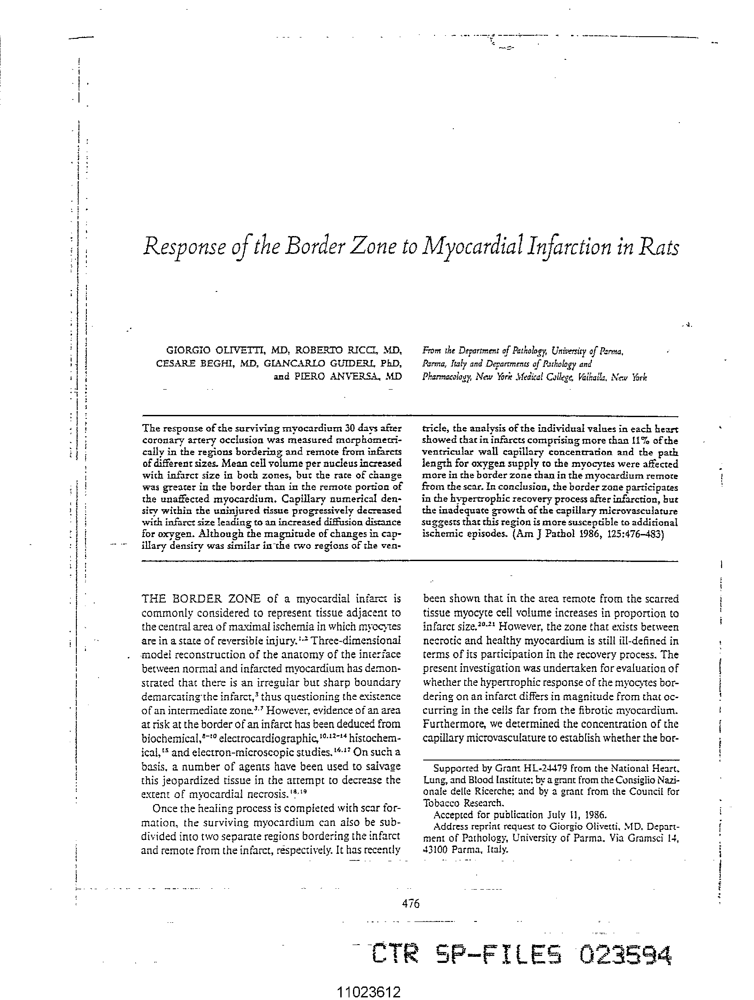 Response of the Border Zone to Myocardial Infarction in Rats
GIORGIO OLIVETTI, MD, ROBERTO RICCI, MD,
CESARE BEGHI, MD, GIANCARLO GUIDERI, PhD,
and PIERO ANVERSA, MD
From the Department of Pathology, University of Parma,
Parma, Italy and Departments of Pathology and
Pharmacology, New York Medical College, Valhalla, New York
The response of the surviving myocardium 30 days after
coronary artery occlusion was measured morphometri-
cally in the regions bordering and remote from infarcts
of different sizes. Mean cell volume per nucleus increased
with infarct size in both zones, but the rate of change
was greater in the border than in the remote portion of
the unaffected myocardium. Capillary numerical den-
sity within the uninjured tissue progressively decreased
with infarct size leading to an increased diffusion distance
for oxygen. Although the magnitude of changes in cap-
illary density was similar in the two regions of the ven-
tricle, the analysis of the individual values in each heart
showed that in infarcts comprising more than 11% of the
ventricular wall capillary concentration and the path
length for oxygen supply to the myocytes were affected
more in the border zone than in the myocardium remote
from the scar. In conclusion, the border zone participates
in the hypertrophic recovery process after infarction, but
the inadequate growth of the capillary microvasculature
suggests that this region is more susceptible to additional
ischemic episodes. (Am J Pathol 1986, 125:476–483)
THE BORDER ZONE of a myocardial infarct is
commonly considered to represent tissue adjacent to
the central area of maximal ischemia in which myocytes
are in a state of reversible injury.1,2 Three-dimensional
model reconstruction of the anatomy of the interface
between normal and infarcted myocardium has demon-
strated that there is an irregular but sharp boundary
demarcating the infarct,3 thus questioning the existence
of an intermediate zone.3-7 However, evidence of an area
at risk at the border of an infarct has been deduced from
biochemical,8-10 electrocardiographic,10,12-14 histochem-
ical,15 and electron-microscopic studies.16,17 On such a
basis, a number of agents have been used to salvage
this jeopardized tissue in the attempt to decrease the
extent of myocardial necrosis.18,19
Once the healing process is completed with scar for-
mation, the surviving myocardium can also be sub-
divided into two separate regions bordering the infarct
and remote from the infarct, respectively. It has recently
been shown that in the area remote from the scarred
tissue myocyte cell volume increases in proportion to
infarct size.20,21 However, the zone that exists between
necrotic and healthy myocardium is still ill-defined in
terms of its participation in the recovery process. The
present investigation was undertaken for evaluation of
whether the hypertrophic response of the myocytes bor-
dering on an infarct differs in magnitude from that oc-
curring in the cells far from the fibrotic myocardium.
Furthermore, we determined the concentration of the
capillary microvasculature to establish whether the bor-
Supported by Grant HL-24479 from the National Heart,
Lung, and Blood Institute; by a grant from the Consiglio Nazi-
onale delle Ricerche; and by a grant from the Council for
Tobacco Research.
Accepted for publication July 11, 1986.
Address reprint request to Giorgio Olivetti, MD, Depart-
ment of Pathology, University of Parma, Via Gramsci 14,
43100 Parma, Italy.
476
CTR SP-FILES 023594
11023612